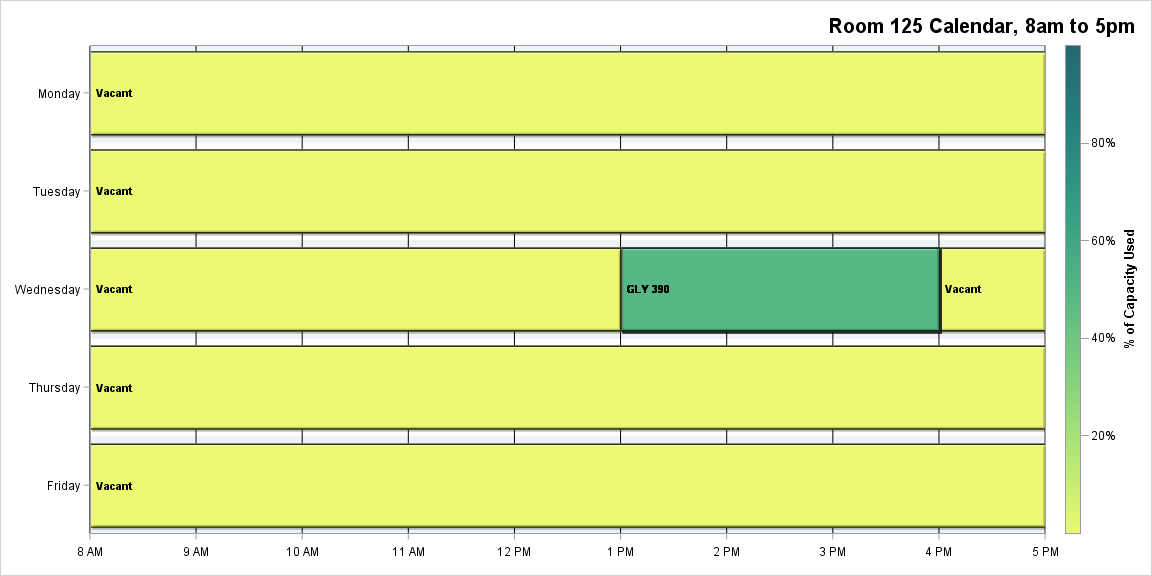 Room 125 Calendar, 8am to 5pm
Monday
Vacant
Tuesday
Vacant
Wednesday
Vacant
GLY 390
Vacant
Thursday
Vacant
Friday
Vacant
8 AM
9 AM
10 AM
11 AM
12 PM
1 PM
2 PM
3 PM
4 PM
5 PM
80%
60%
40%
20%
% of Capacity Used